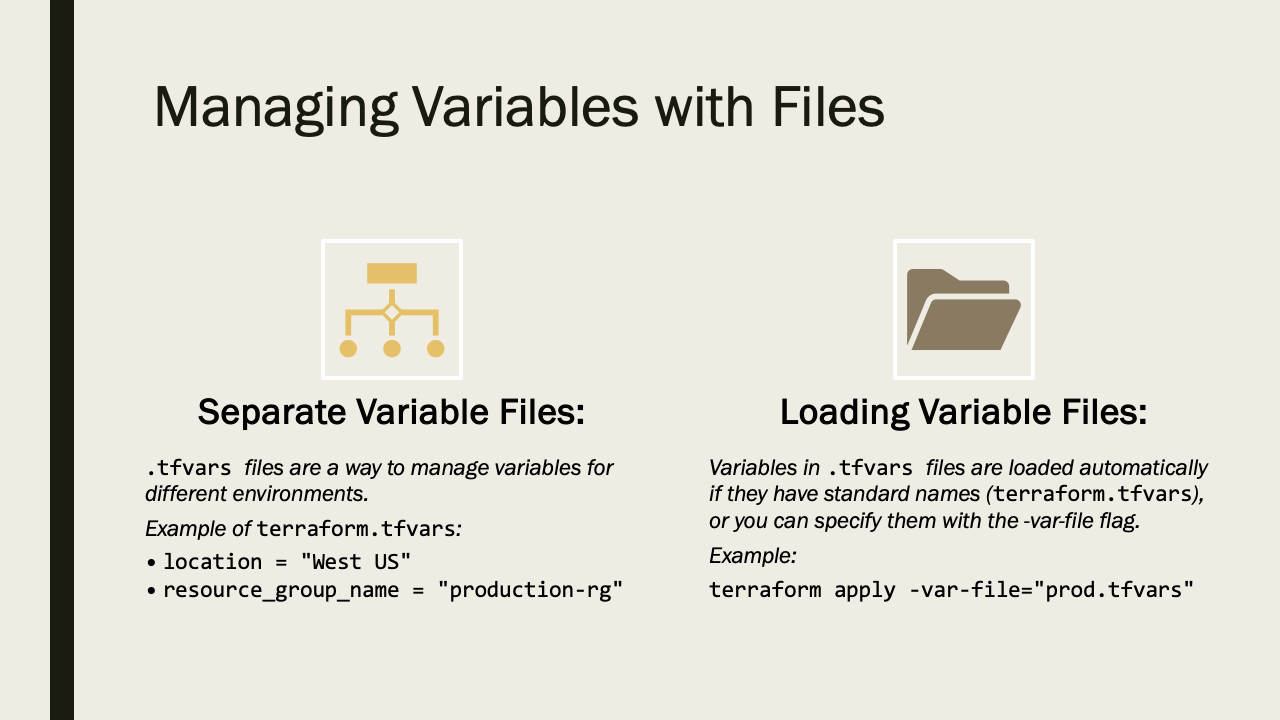 Managing Variables with Files
Separate Variable Files:
.tfvars files are a way to manage variables for
different environments.
Example of terraform.tfvars:
• location = "West US"
• resource_group_name = "production-rg"
Loading Variable Files:
Variables in .tfvars files are loaded automatically
if they have standard names (terraform.tfvars),
or you can specify them with the -var-file flag.
Example:
terraform apply -var-file="prod.tfvars"